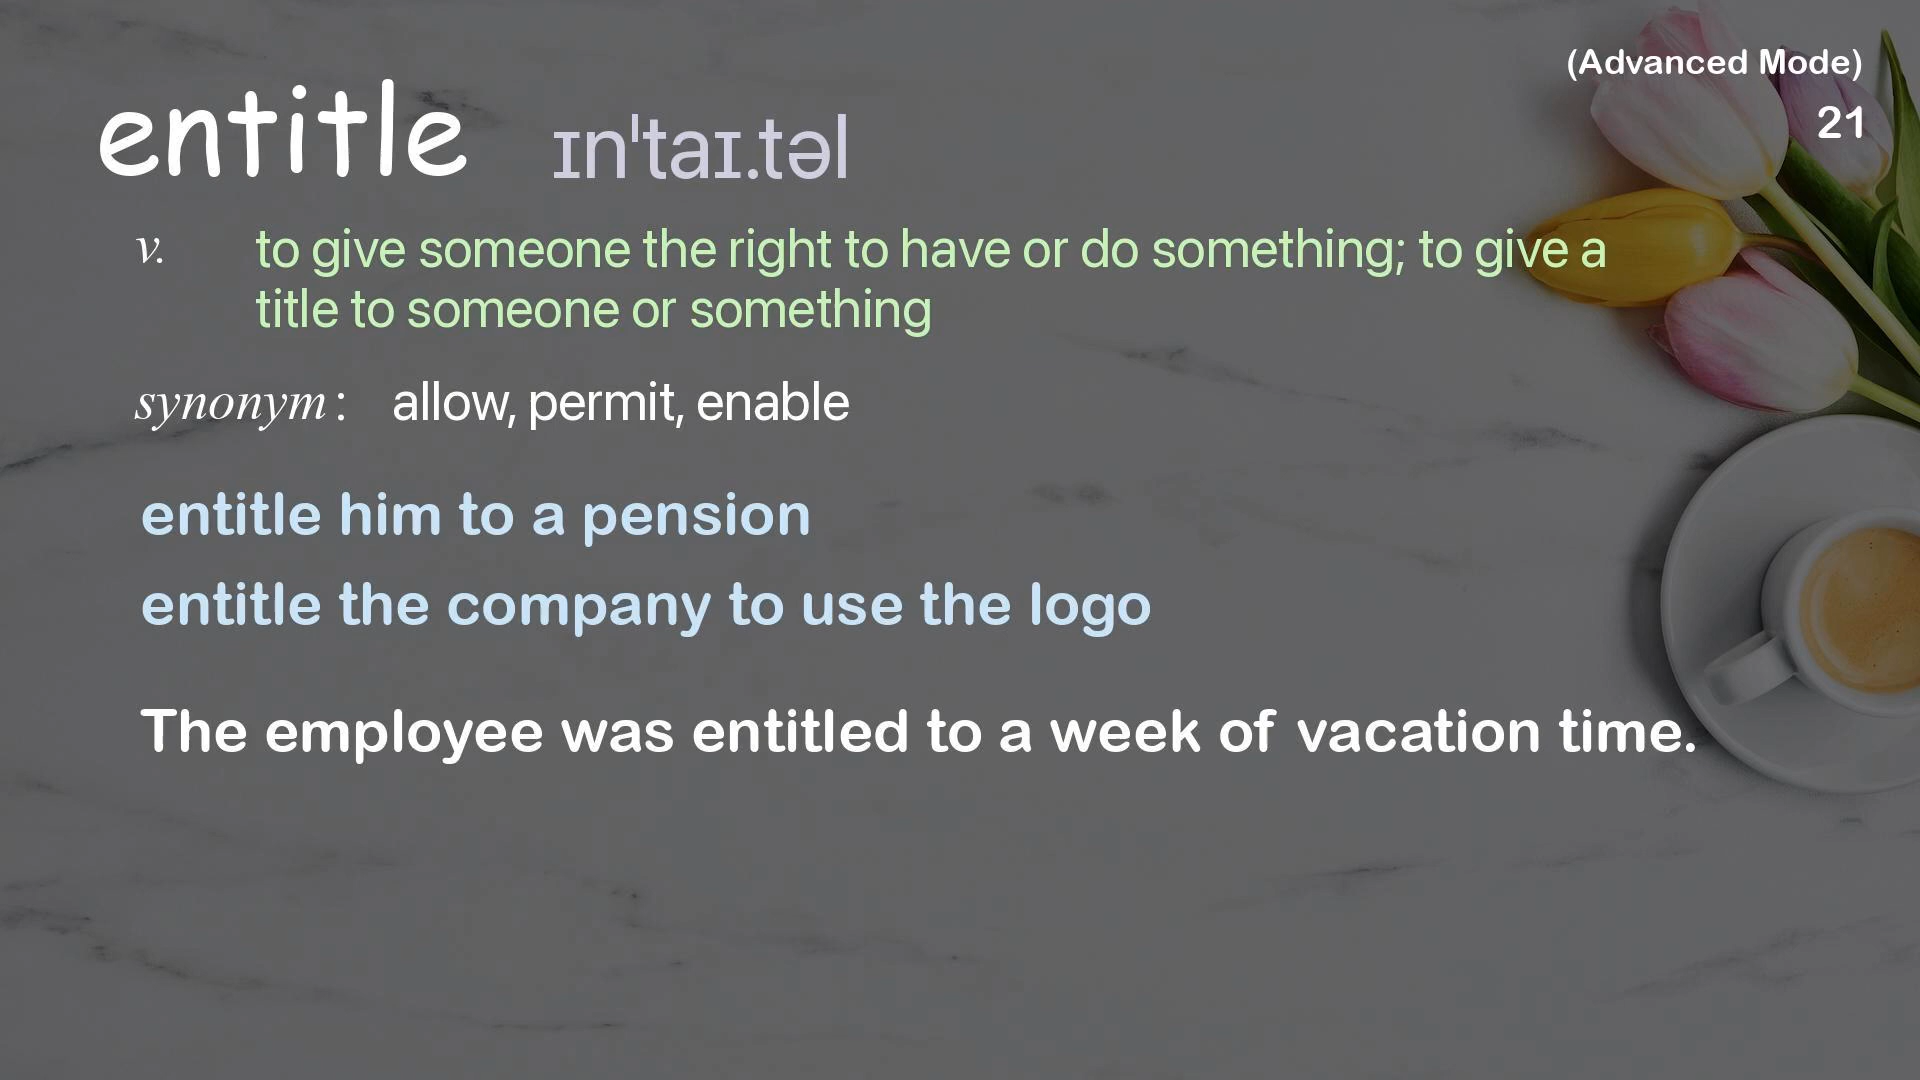 (Advanced Mode)
21
entitle ɪnˈtaɪ.təl
v. to give someone the right to have or do something; to give a
title to someone or something
synonym: allow, permit, enable
entitle him to a pension
entitle the company to use the logo
The employee was entitled to a week of vacation time.